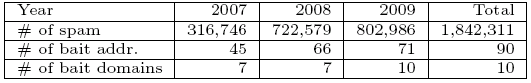 Year 2007 2008 2009 Total
# of spam 316,746 722,579 802,986 1,842,311
# of bait addr. 45 66 71 90
# of bait domains 7 7 10 10